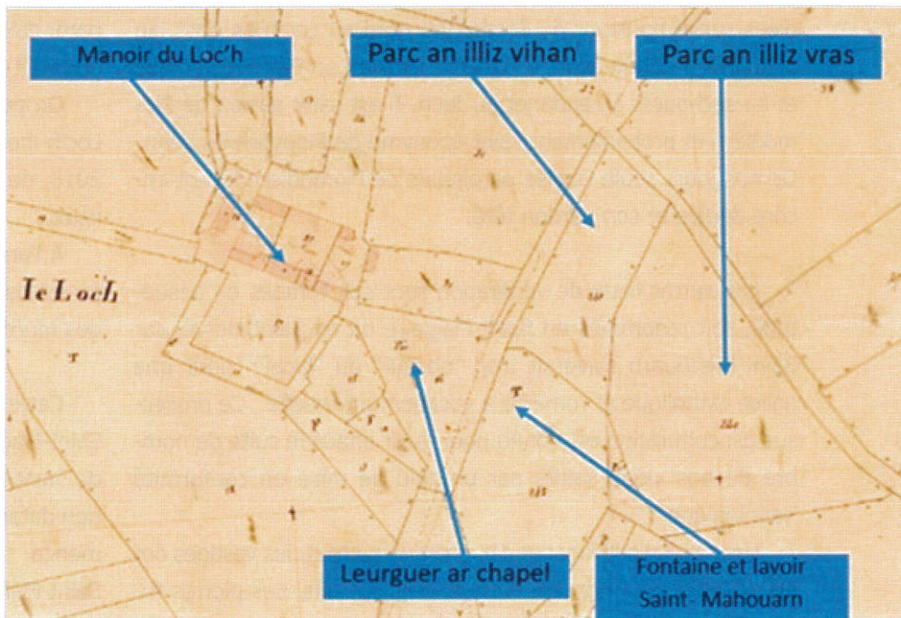 Manoir du Loc'h
Parc an illiz vihan
Parc an illiz vras
le Loch
Leurguer ar chapel
Fontaine et lavoir
Saint- Mahouarn